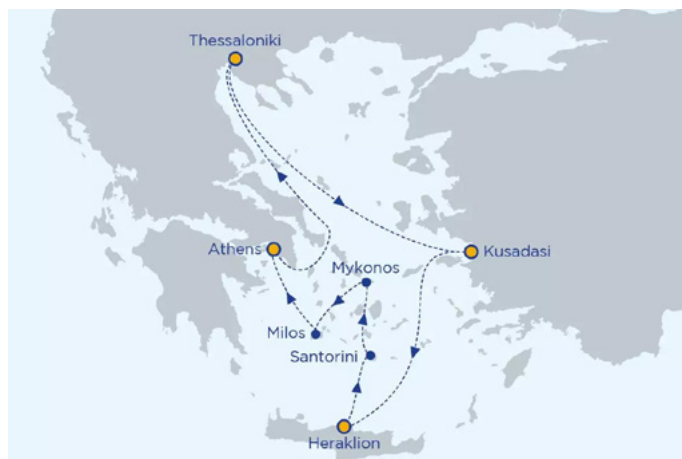 Thessaloniki
Athens
Kusadasi
Mykonos
Milos
Santorini
Heraklion